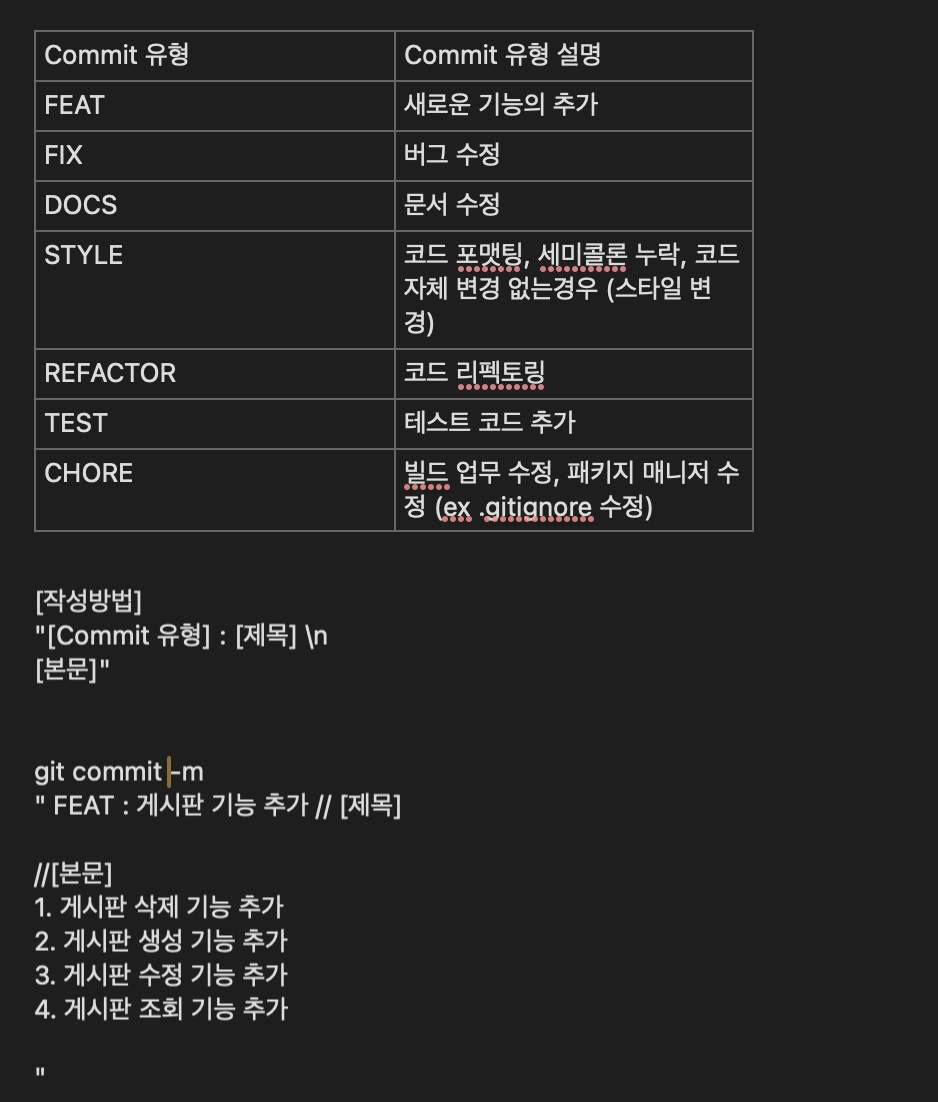 Commit 유형
Commit 유형 설명
FEAT
새로운 기능의 추가
FIX
버그 수정
DOCS
문서 수정
STYLE
코드 포맷팅, 세미콜론 누락, 코드
자체 변경 없는경우 (스타일 변
경)
REFACTOR
코드 리펙토링
TEST
테스트 코드 추가
CHORE
빌드 업무 수정, 패키지 매니저 수
정 (ex .gitignore 수정)
[작성방법]
"[Commit 유형] : [제목] \n
[본문]"
git commit -m
" FEAT : 게시판 기능 추가 // [제목]
//[본문]
1. 게시판 삭제 기능 추가
2. 게시판 생성 기능 추가
3. 게시판 수정 기능 추가
4. 게시판 조회 기능 추가
"